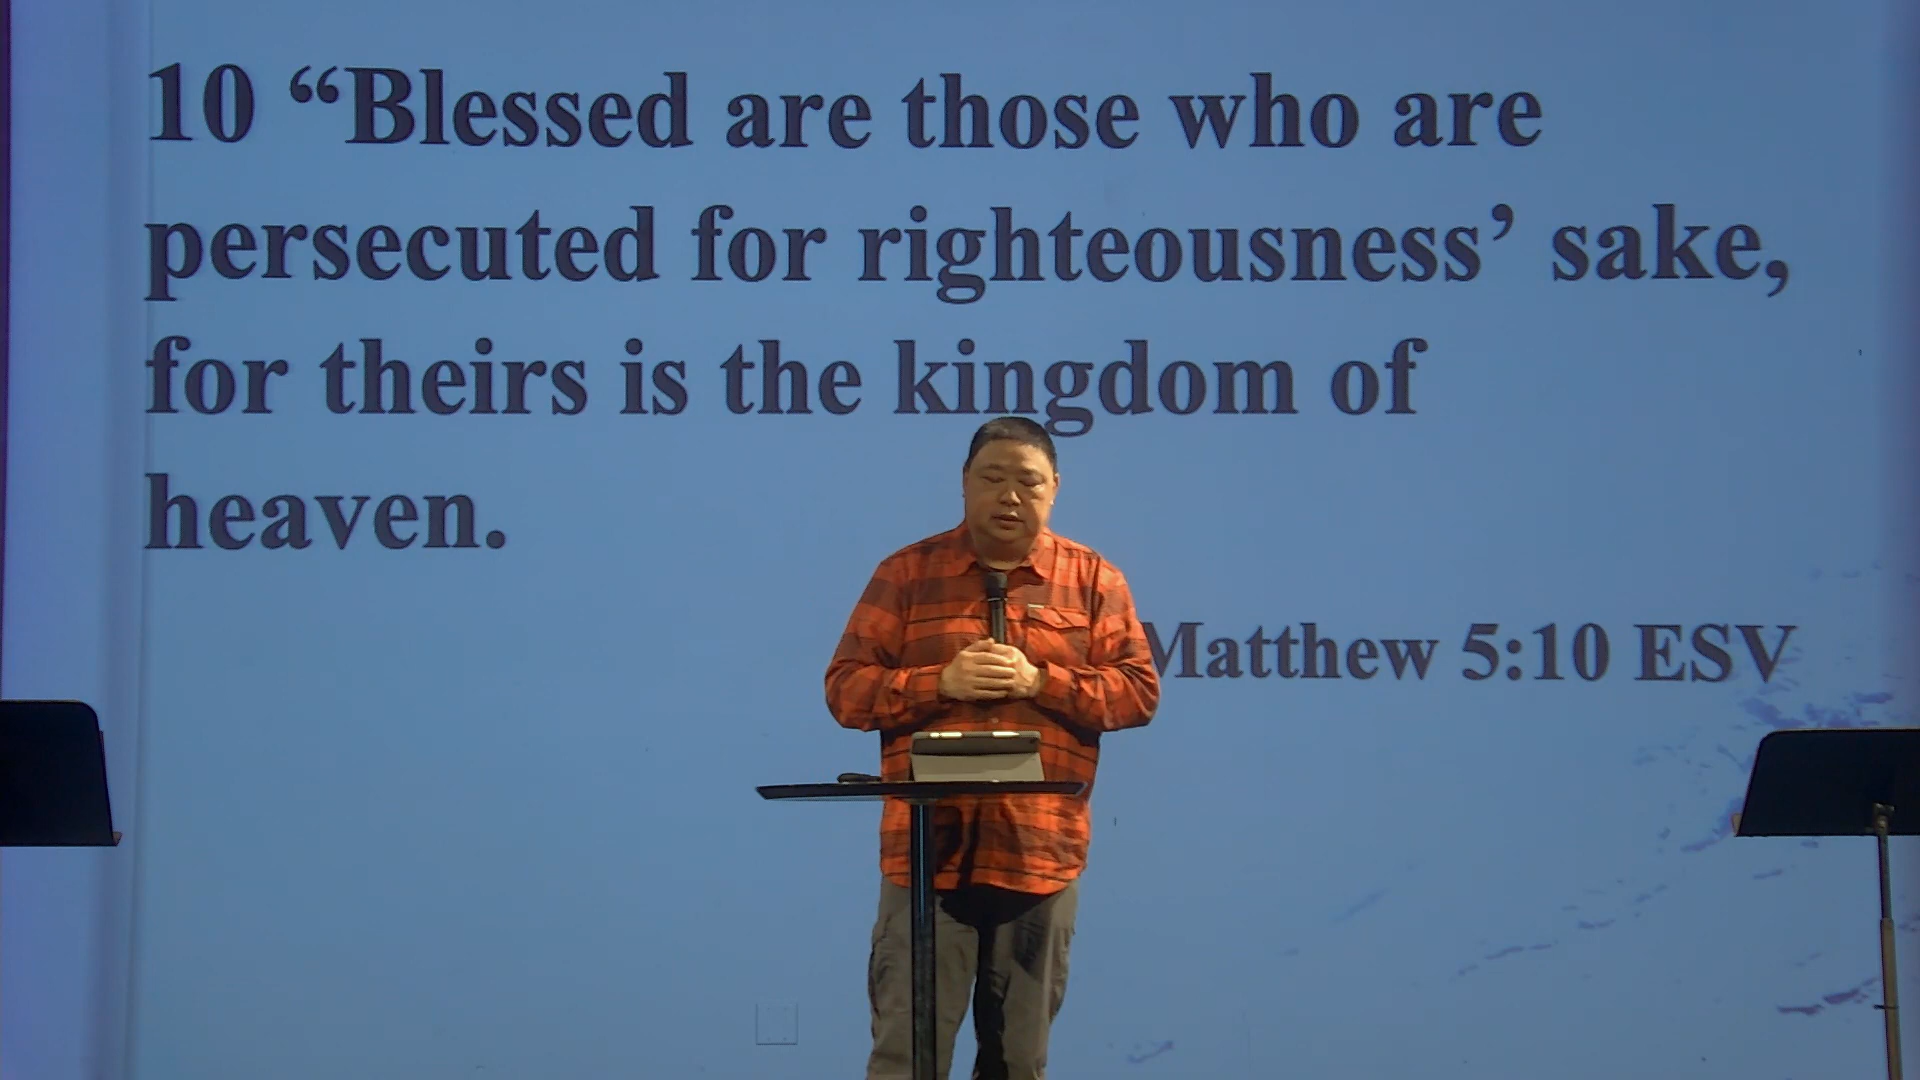 10 “Blessed are those who are
persecuted for righteousness’ sake,
for theirs is the kingdom of
heaven.
Matthew 5:10 ESV